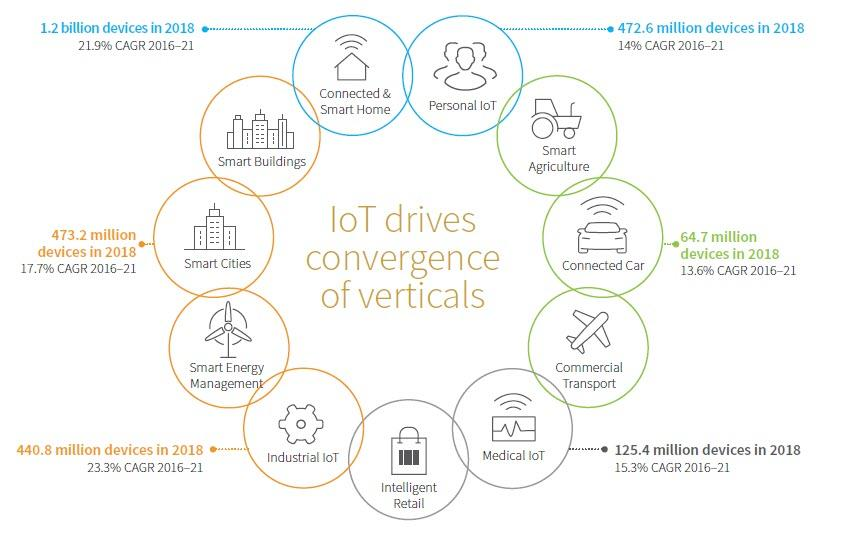 1.2 billion devices in 2018
21.9% CAGR 2016–21
472.6 million devices in 2018
14% CAGR 2016–21
Connected &
Smart Home
Personal IoT
Smart Buildings
Smart
Agriculture
IoT drives
convergence
of verticals
473.2 million
devices in 2018
17.7% CAGR 2016–21
Smart Cities
Connected Car
64.7 million
devices in 2018
13.6% CAGR 2016–21
Smart Energy
Management
Commercial
Transport
440.8 million devices in 2018
23.3% CAGR 2016–21
Industrial IoT
Intelligent
Retail
Medical IoT
125.4 million devices in 2018
15.3% CAGR 2016–21